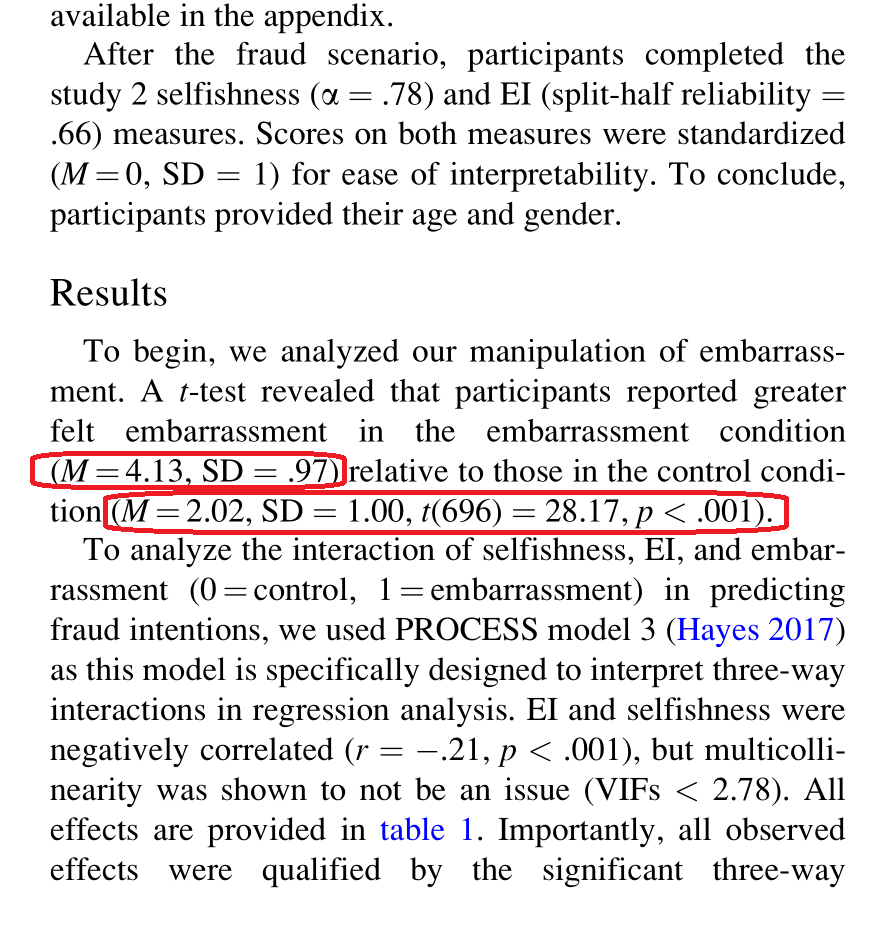 available in the appendix.
After the fraud scenario, participants completed the
study 2 selfishness (α = .78) and EI (split-half reliability =
.66) measures. Scores on both measures were standardized
(M = 0, SD = 1) for ease of interpretability. To conclude,
participants provided their age and gender.
Results
To begin, we analyzed our manipulation of embarrass-
ment. A t-test revealed that participants reported greater
felt embarrassment in the embarrassment condition
(M = 4.13, SD = .97) relative to those in the control condi-
tion (M = 2.02, SD = 1.00, t(696) = 28.17, p < .001).
To analyze the interaction of selfishness, EI, and embar-
rassment (0 = control, 1 = embarrassment) in predicting
fraud intentions, we used PROCESS model 3 (Hayes 2017)
as this model is specifically designed to interpret three-way
interactions in regression analysis. EI and selfishness were
negatively correlated (r = −.21, p < .001), but multicolli-
nearity was shown to not be an issue (VIFs < 2.78). All
effects are provided in table 1. Importantly, all observed
effects were qualified by the significant three-way